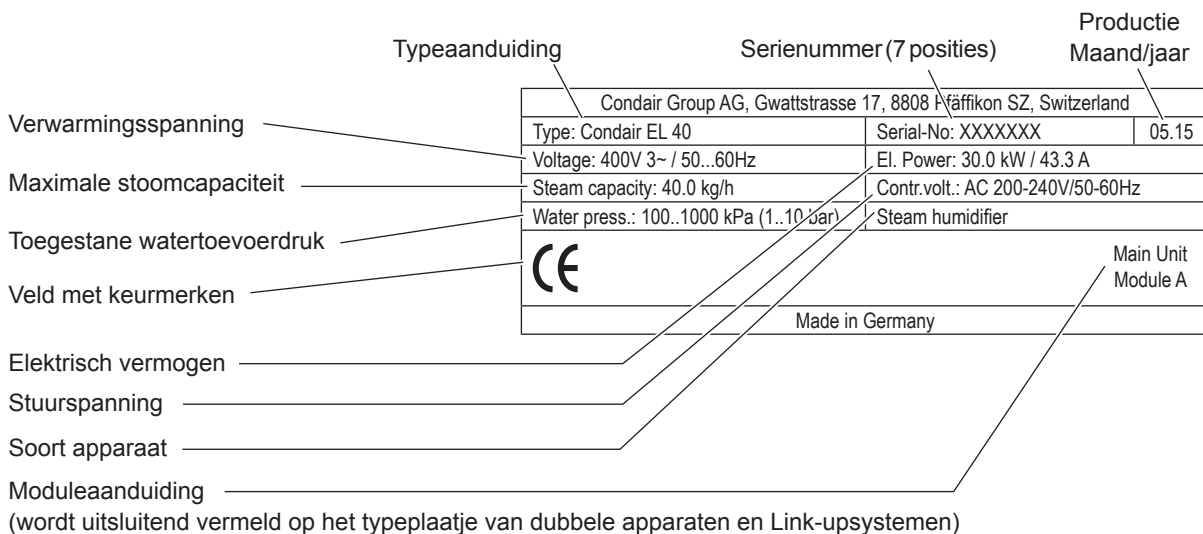 Productie
Maand/jaar
Typeaanduiding
Serienummer (7 posities)
Condair Group AG, Gwattstrasse 17, 8808 Pfäffikon SZ, Switzerland
Verwarmingsspanning
Type: Condair EL 40
Serial-No: XXXXXXX
05.15
Voltage: 400V 3~ / 50...60Hz
El. Power: 30.0 kW / 43.3 A
Maximale stoomcapaciteit
Steam capacity: 40.0 kg/h
Contr.volt.: AC 200-240V/50-60Hz
Water press.: 100..1000 kPa (1..10 bar)
Steam humidifier
Toegestane watertoevoerdruk
CE
Main Unit
Module A
Veld met keurmerken
Made in Germany
Elektrisch vermogen
Stuurspanning
Soort apparaat
Moduleaanduiding
(wordt uitsluitend vermeld op het typeplaatje van dubbele apparaten en Link-upsystemen)